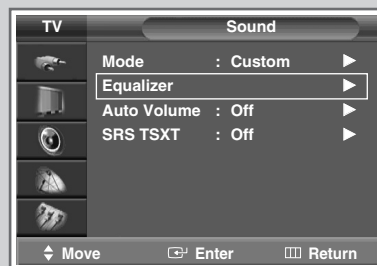 TV Sound
Mode : Custom
Equalizer
Auto Volume : Off
SRS TSXT : Off
Move Enter Return